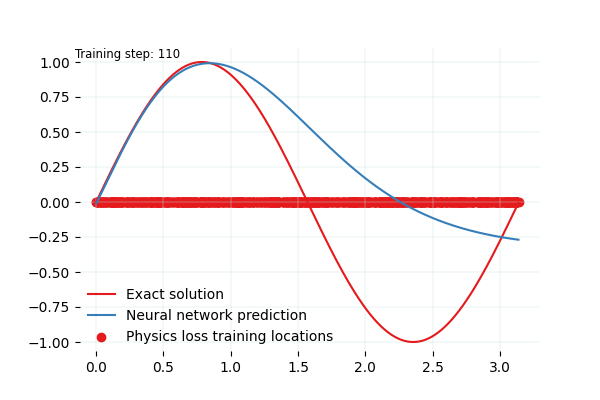 Training step: 110
1.00
0.75
0.50
0.25
0.00
−0.25
−0.50
−0.75
−1.00
Exact solution
Neural network prediction
Physics loss training locations
0.0 0.5 1.0 1.5 2.0 2.5 3.0